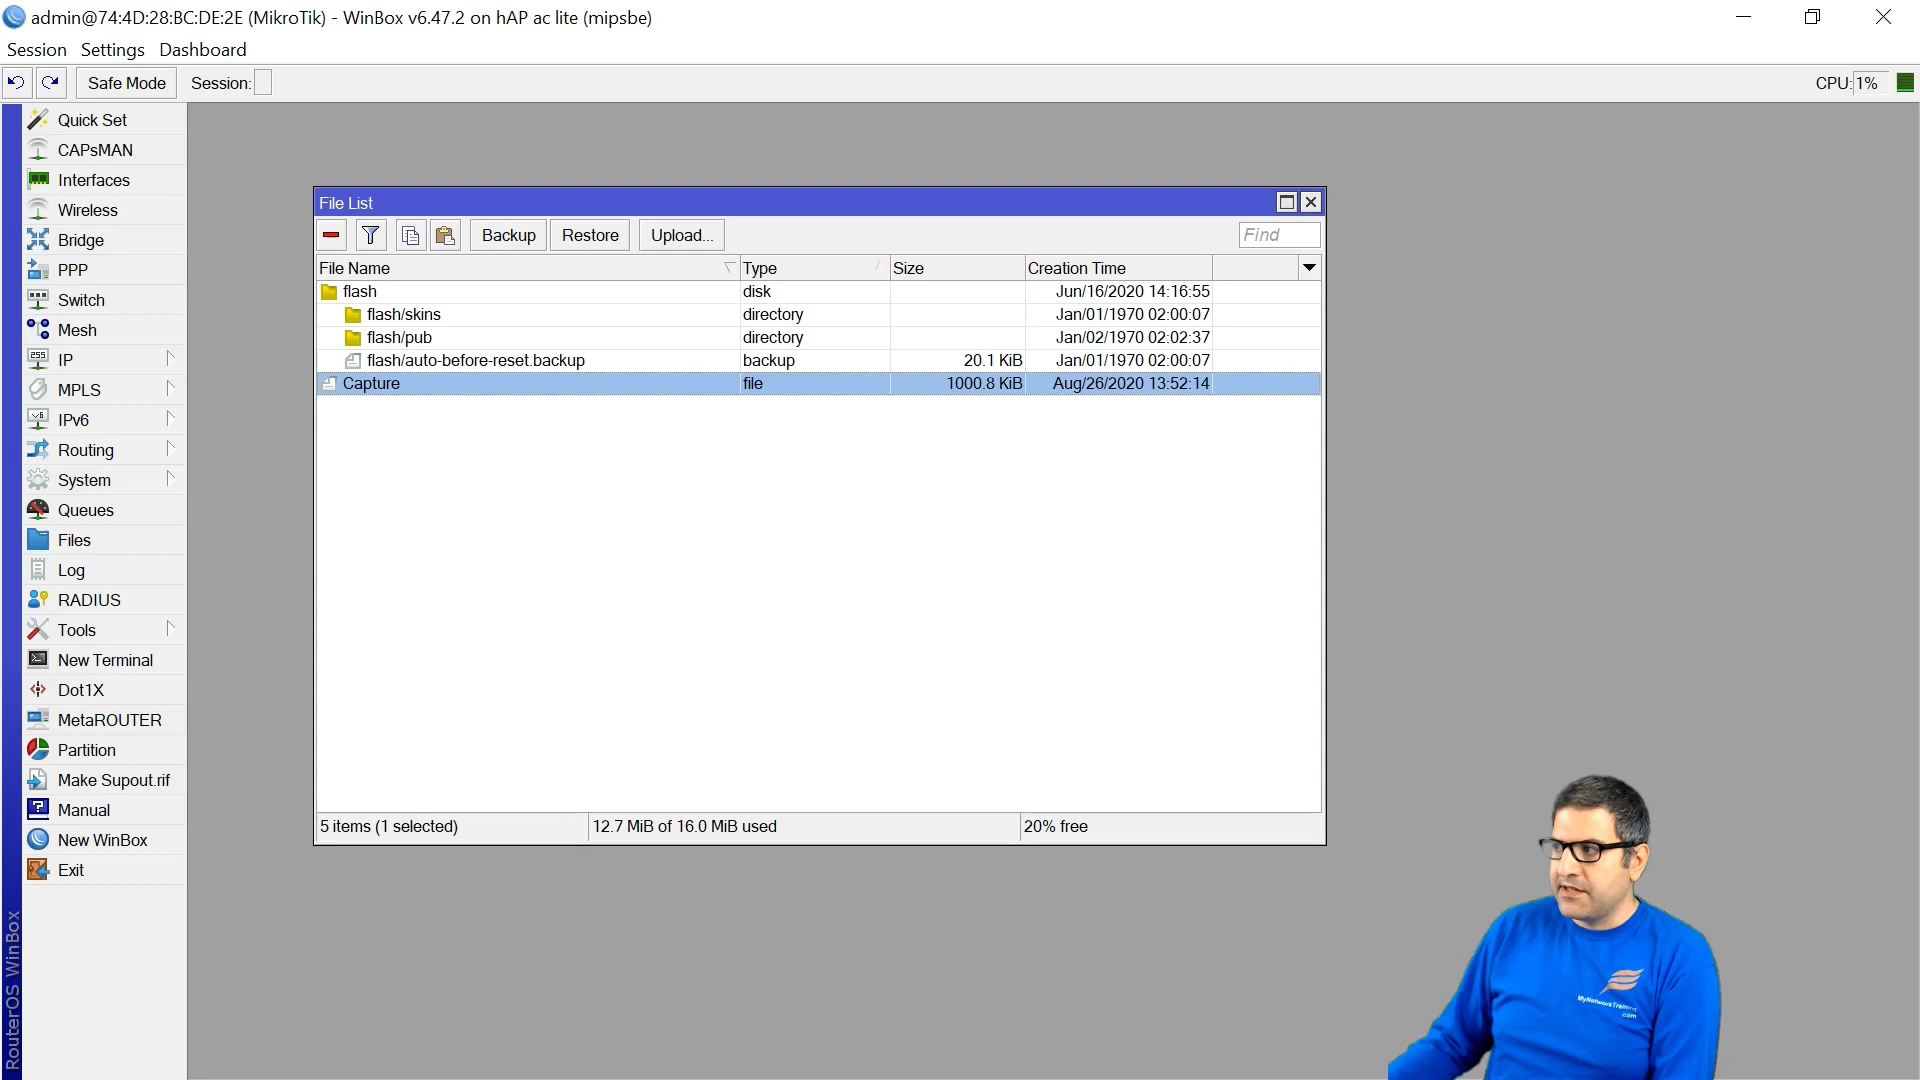 admin@74:4D:28:BC:DE:2E (MikroTik) - WinBox v6.47.2 on hAP ac lite (mipsbe)
Session Settings Dashboard
Safe Mode Session: CPU: 1%
Quick Set
CAPsMAN
Interfaces
Wireless
Bridge
PPP
Switch
Mesh
IP
MPLS
IPv6
Routing
System
Queues
Files
Log
RADIUS
Tools
New Terminal
Dot1X
MetaROUTER
Partition
Make Supout.rif
Manual
New WinBox
Exit
RouterOS WinBox
File List
Backup Restore Upload... Find
File Name Type Size Creation Time
flash disk Jun/16/2020 14:16:55
flash/skins directory Jan/01/1970 02:00:07
flash/pub directory Jan/02/1970 02:02:37
flash/auto-before-reset.backup backup 20.1 KiB Jan/01/1970 02:00:07
Capture file 1000.8 KiB Aug/26/2020 13:52:14
5 items (1 selected) 12.7 MiB of 16.0 MiB used 20% free
MyNetworkTraining
.com